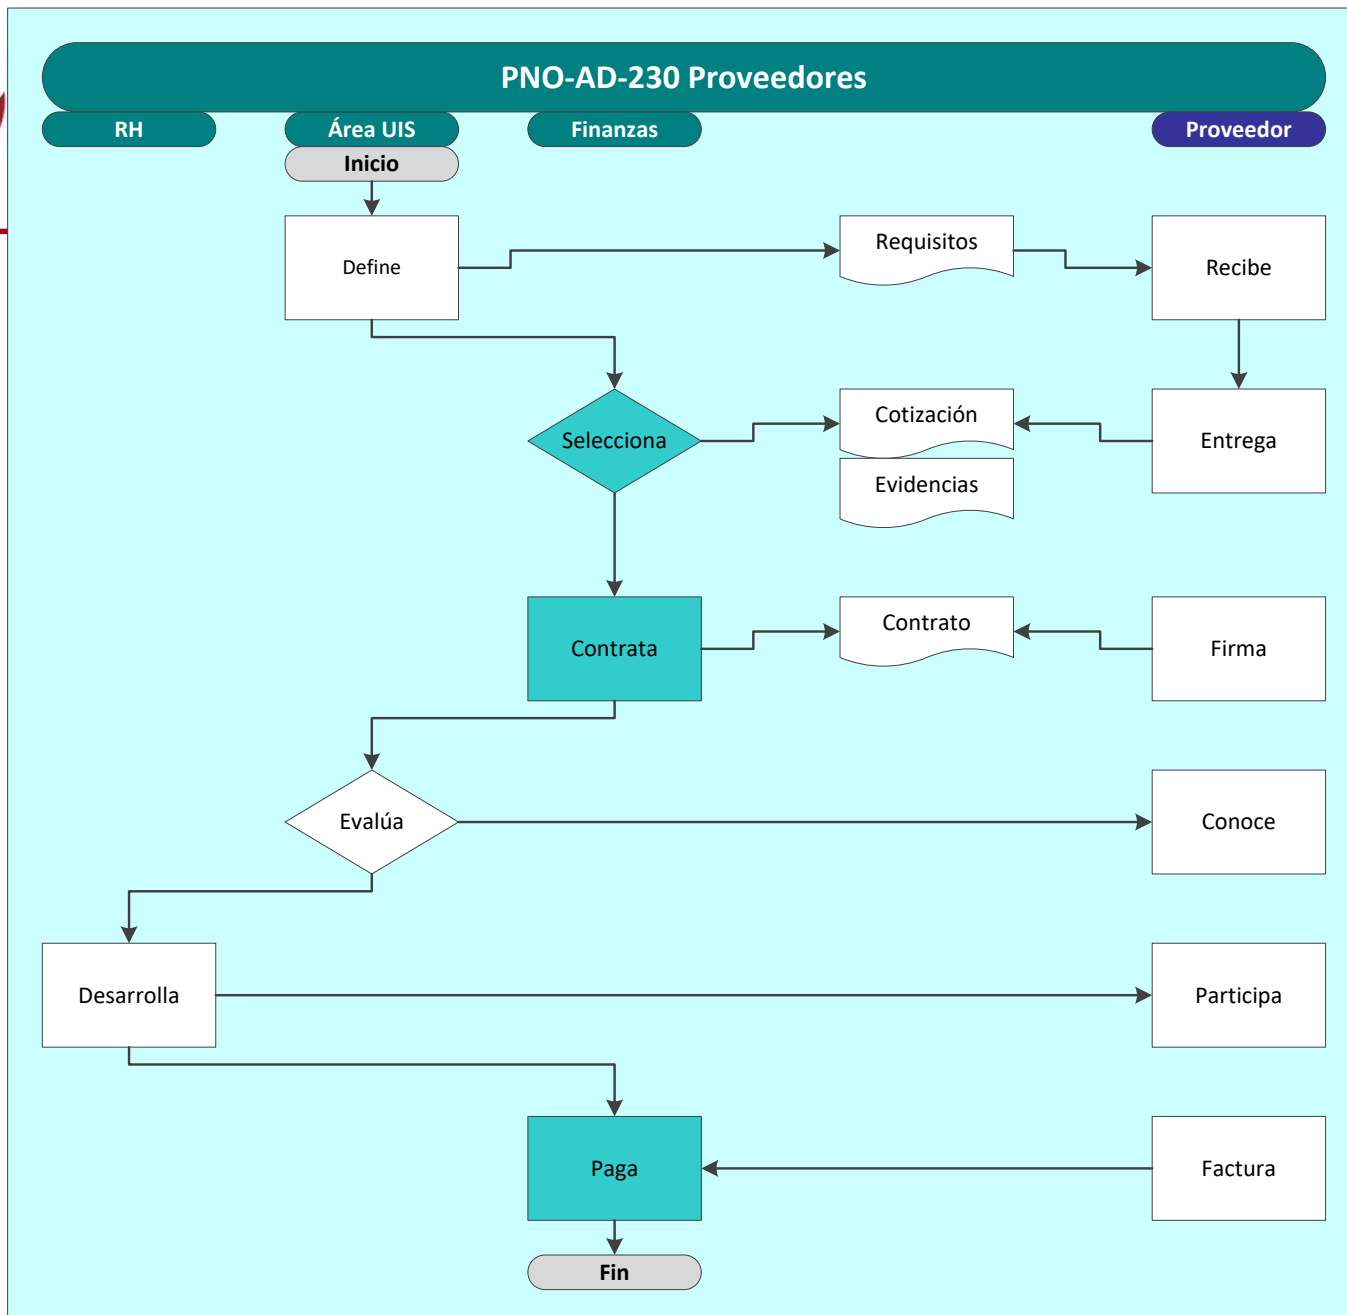 PNO-AD-230 Proveedores
RH
Área UIS
Finanzas
Proveedor
Inicio
Define
Requisitos
Recibe
Selecciona
Cotización
Entrega
Evidencias
Contrata
Contrato
Firma
Evalúa
Conoce
Desarrolla
Participa
Paga
Factura
Fin